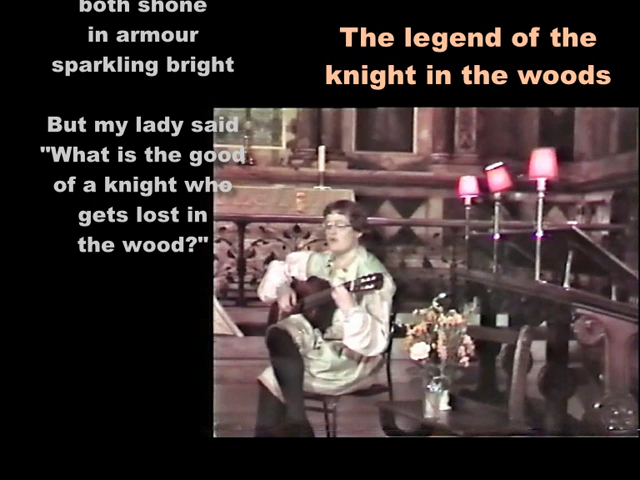 both shone
in armour
sparkling bright
But my lady said
"What is the good
of a knight who
gets lost in
the wood?"
The legend of the
knight in the woods